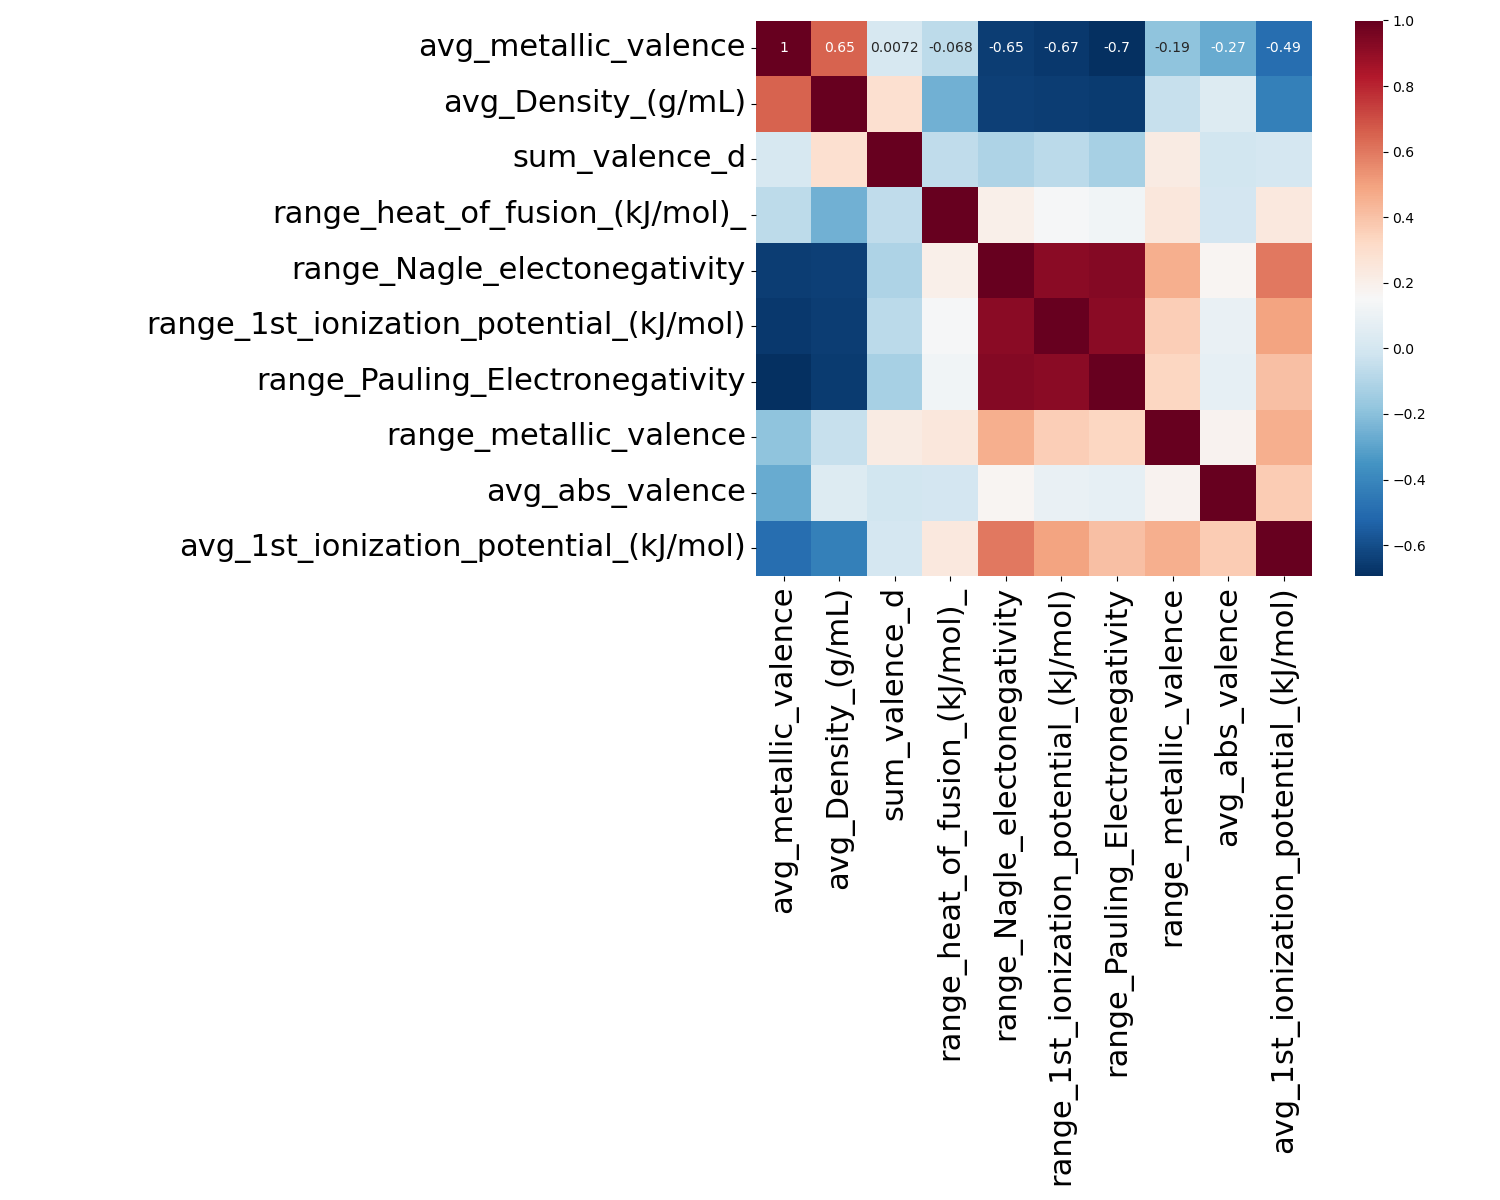 avg_metallic_valence
1 0.65 0.0072 -0.068 -0.65 -0.67 -0.7 -0.19 -0.27 -0.49
avg_Density_(g/mL)
sum_valence_d
range_heat_of_fusion_(kJ/mol)_
range_Nagle_electonegativity
range_1st_ionization_potential_(kJ/mol)
range_Pauling_Electronegativity
range_metallic_valence
avg_abs_valence
avg_1st_ionization_potential_(kJ/mol)
avg_metallic_valence
avg_Density_(g/mL)
sum_valence_d
range_heat_of_fusion_(kJ/mol)_
range_Nagle_electonegativity
range_1st_ionization_potential_(kJ/mol)
range_Pauling_Electronegativity
range_metallic_valence
avg_abs_valence
avg_1st_ionization_potential_(kJ/mol)
1.0
0.8
0.6
0.4
0.2
0.0
−0.2
−0.4
−0.6